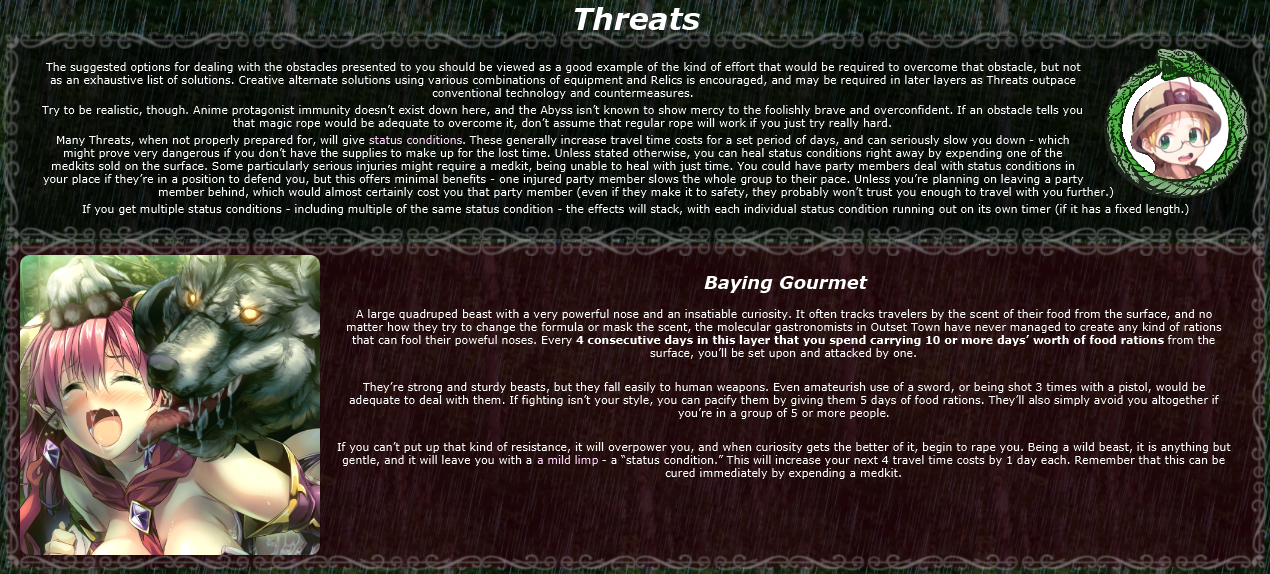 Threats
The suggested options for dealing with the obstacles presented to you should be viewed as a good example of the kind of effort that would be required to overcome that obstacle, but not
as an exhaustive list of solutions. Creative alternate solutions using various combinations of equipment and Relics is encouraged, and may be required in later layers as Threats outpace
conventional technology and countermeasures.
Try to be realistic, though. Anime protagonist immunity doesn't exist down here, and the Abyss isn't known to show mercy to the foolishly brave and overconfident. If an obstacle tells you
that magic rope would be adequate to overcome it, don't assume that regular rope will work if you just try really hard.
Many Threats, when not properly prepared for, will give status conditions. These generally increase travel time costs for a set period of days, and can seriously slow you down - which
might prove very dangerous if you don't have the supplies to make up for the lost time. Unless stated otherwise, you can heal status conditions right away by expending one of the
medkits sold on the surface. Some particularly serious injuries might require a medkit, being unable to heal with just time. You could have party members deal with status conditions in
your place if they're in a position to defend you, but this offers minimal benefits - one injured party member slows the whole group to their pace. Unless you're planning on leaving a party
member behind, which would almost certainly cost you that party member (even if they make it to safety, they probably won't trust you enough to travel with you further.)
If you get multiple status conditions - including multiple of the same status condition - the effects will stack, with each individual status condition running out on its own timer (if it has a fixed length.)
Baying Gourmet
A large quadruped beast with a very powerful nose and an insatiable curiosity. It often tracks travelers by the scent of their food from the surface, and no
matter how they try to change the formula or mask the scent, the molecular gastronomists in Outset Town have never managed to create any kind of rations
that can fool their poweful noses. Every 4 consecutive days in this layer that you spend carrying 10 or more days' worth of food rations from the
surface, you'll be set upon and attacked by one.
They're strong and sturdy beasts, but they fall easily to human weapons. Even amateurish use of a sword, or being shot 3 times with a pistol, would be
adequate to deal with them. If fighting isn't your style, you can pacify them by giving them 5 days of food rations. They'll also simply avoid you altogether if
you're in a group of 5 or more people.
If you can't put up that kind of resistance, it will overpower you, and when curiosity gets the better of it, begin to rape you. Being a wild beast, it is anything but
gentle, and it will leave you with a a mild limp - a "status condition." This will increase your next 4 travel time costs by 1 day each. Remember that this can be
cured immediately by expending a medkit.